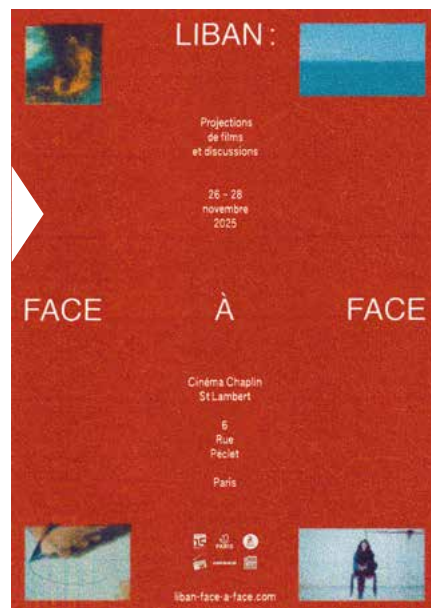 LIBAN :
Projections
de films
et discussions
26 – 28
novembre
2025
FACE À FACE
Cinéma Chaplin
St Lambert
6
Rue
Péclet
Paris
PARIS
liban-face-a-face.com